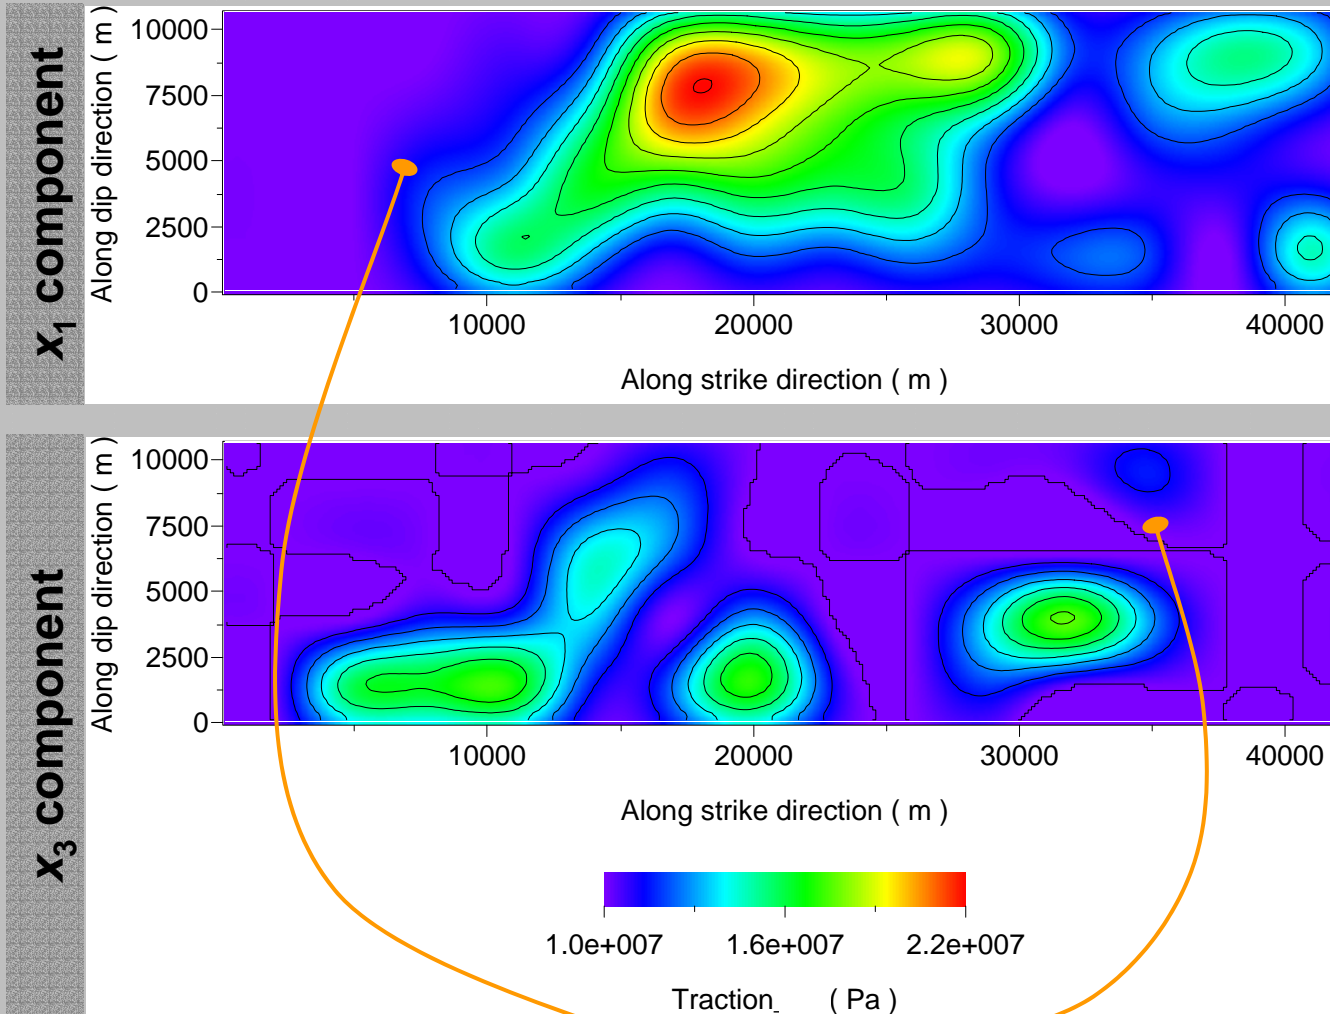 x1 component
Along dip direction ( m )
10000
7500
5000
2500
0
10000 20000 30000 40000
Along strike direction ( m )
x3 component
Along dip direction ( m )
10000
7500
5000
2500
0
10000 20000 30000 40000
Along strike direction ( m )
1.0e+007 1.6e+007 2.2e+007
Traction_ ( Pa )